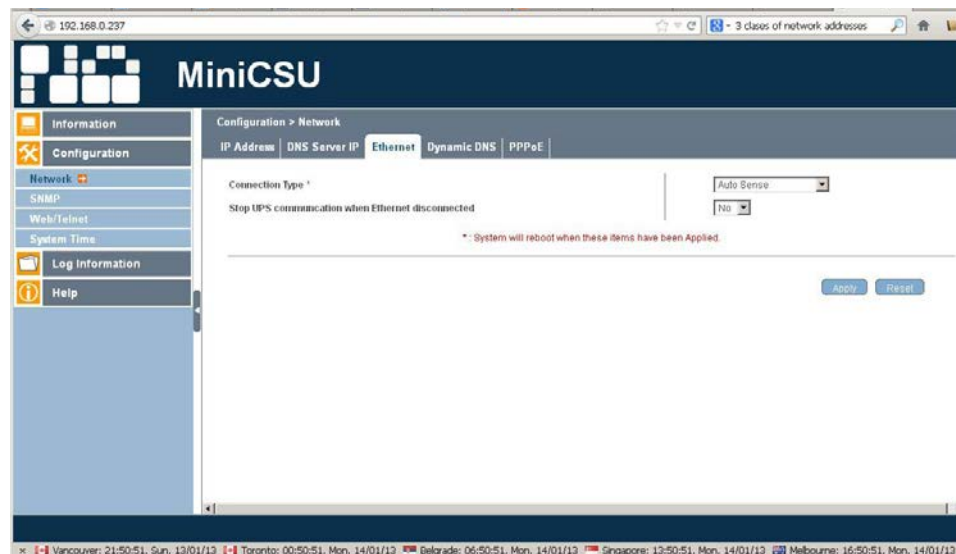 192.168.0.237
- 3 clases of network addresses
MiniCSU
Information
Configuration
Network
SNMP
Web/Telnet
System Time
Log Information
Help
Configuration > Network
IP Address DNS Server IP Ethernet Dynamic DNS PPPoE
Connection Type * Auto Sense
Stop UPS communcation when Ethernet disconnected No
* : System will reboot when these items have been Applied.
Apply Reset
× Vancouver: 21:50:51, Sun, 13/01/13 Toronto: 00:50:51, Mon, 14/01/13 Belgrade: 06:50:51, Mon, 14/01/13 Singapore: 13:50:51, Mon, 14/01/13 Melbourne: 16:50:51, Mon, 14/01/13